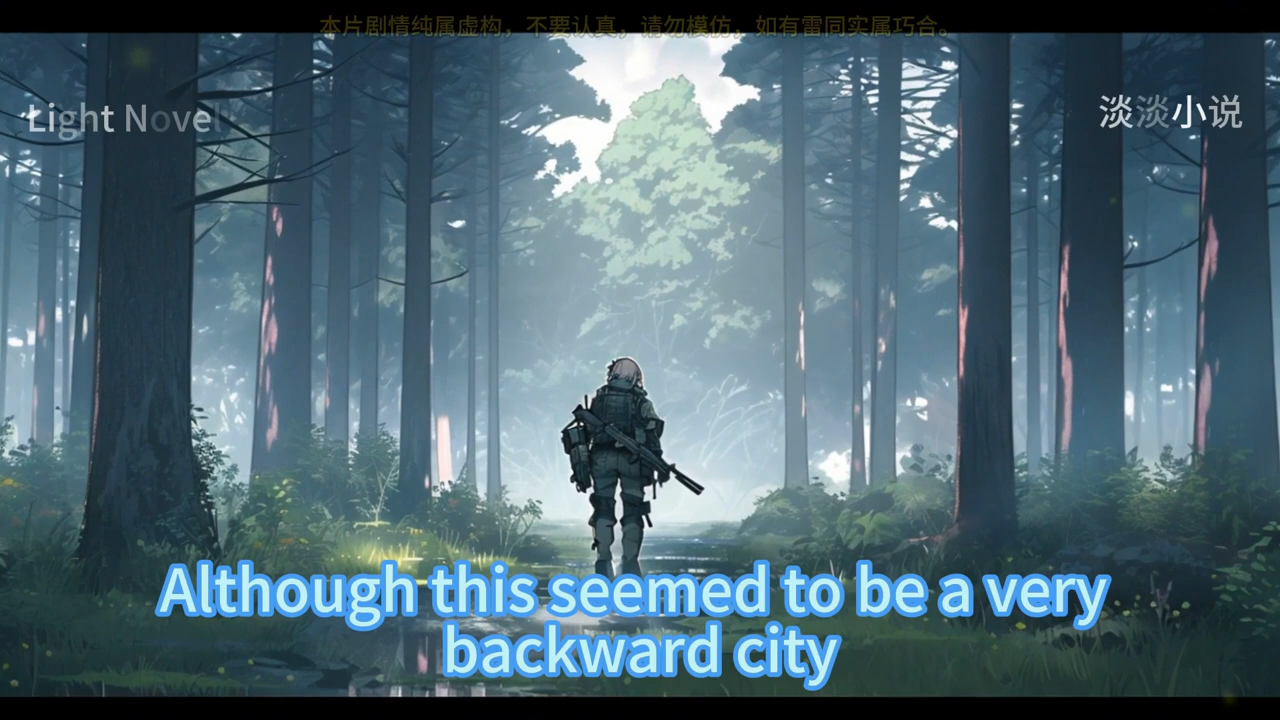 本片剧情纯属虚构，不要认真，请勿模仿，如有雷同实属巧合。
Light Novel
淡淡小说
Although this seemed to be a very
backward city